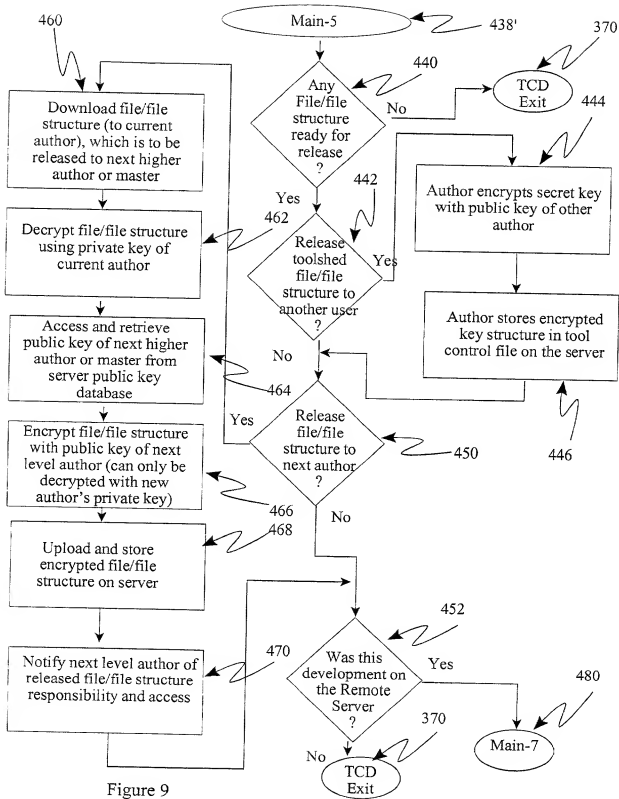 Main-5
438'
460
370
440
Any
File/file
structure
ready for
release
?
No
TCD
Exit
444
Download file/file
structure (to current
author), which is to be
released to next higher
author or master
Yes
442
Author encrypts secret key
with public key of other
author
462
Decrypt file/file structure
using private key of
current author
Release
toolshed
file/file
structure to
another user
?
Yes
Author stores encrypted
key structure in tool
control file on the server
446
Access and retrieve
public key of next higher
author or master from
server public key
database
464
No
Yes
Release
file/file
structure to
next author
?
450
Encrypt file/file structure
with public key of next
level author (can only be
decrypted with new
author's private key)
466
468
No
Upload and store
encrypted file/file
structure on server
452
Was this
development on
the Remote
Server
?
Yes
480
Main-7
470
Notify next level author of
released file/file structure
responsibility and access
No
370
TCD
Exit
Figure 9